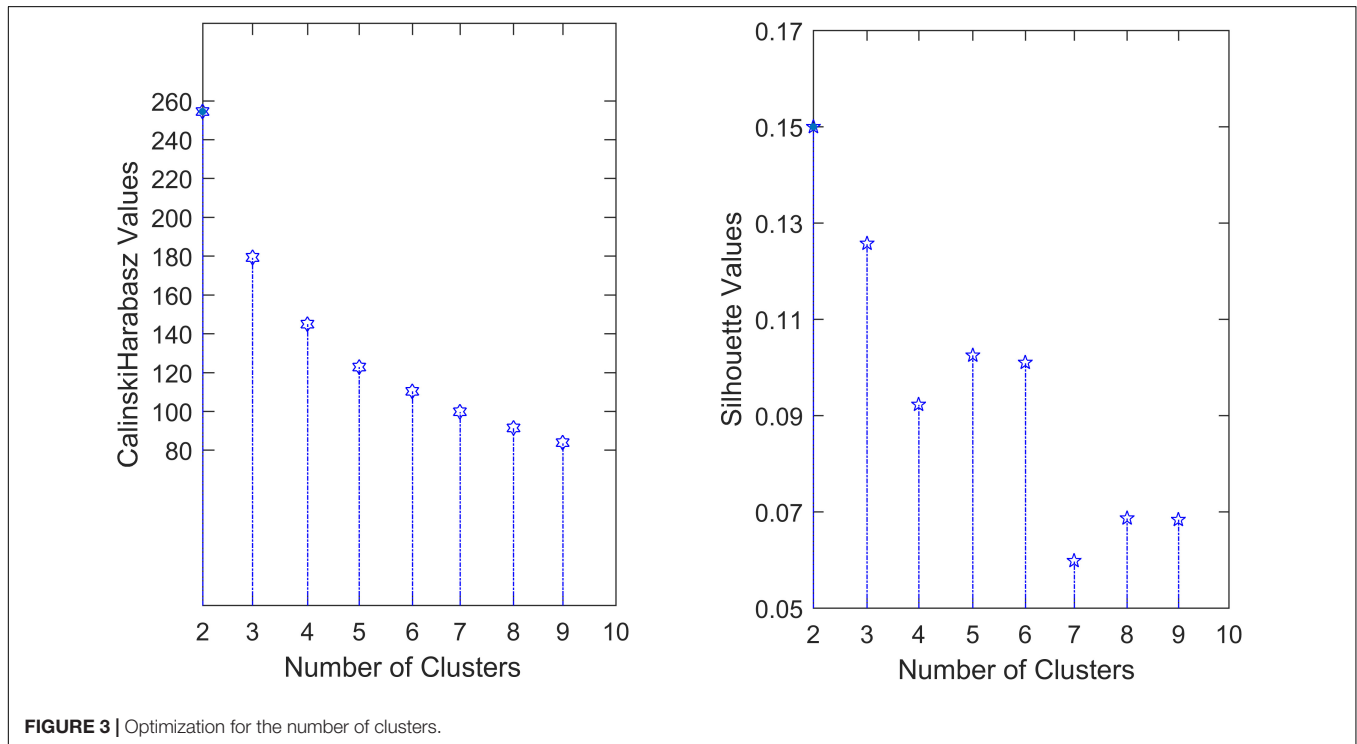 260
240
220
200
180
160
140
120
100
80
CalinskiHarabasz Values
2 3 4 5 6 7 8 9 10
Number of Clusters
0.17
0.15
0.13
0.11
0.09
0.07
0.05
Silhouette Values
2 3 4 5 6 7 8 9 10
Number of Clusters
FIGURE 3 | Optimization for the number of clusters.